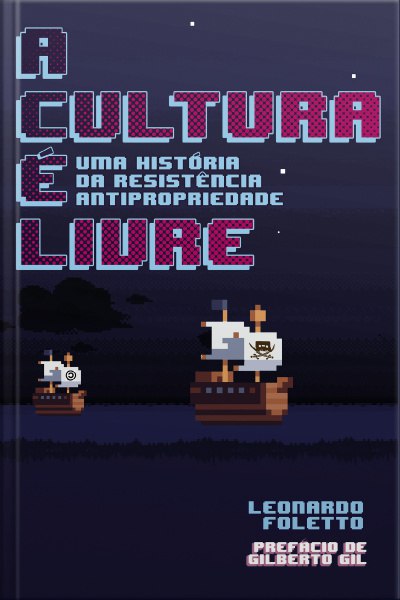 A
CULTURA
É
UMA HISTÓRIA
DA RESISTÊNCIA
ANTIPROPRIEDADE
LIVRE
LEONARDO
FOLETTO
PREFÁCIO DE
GILBERTO GIL